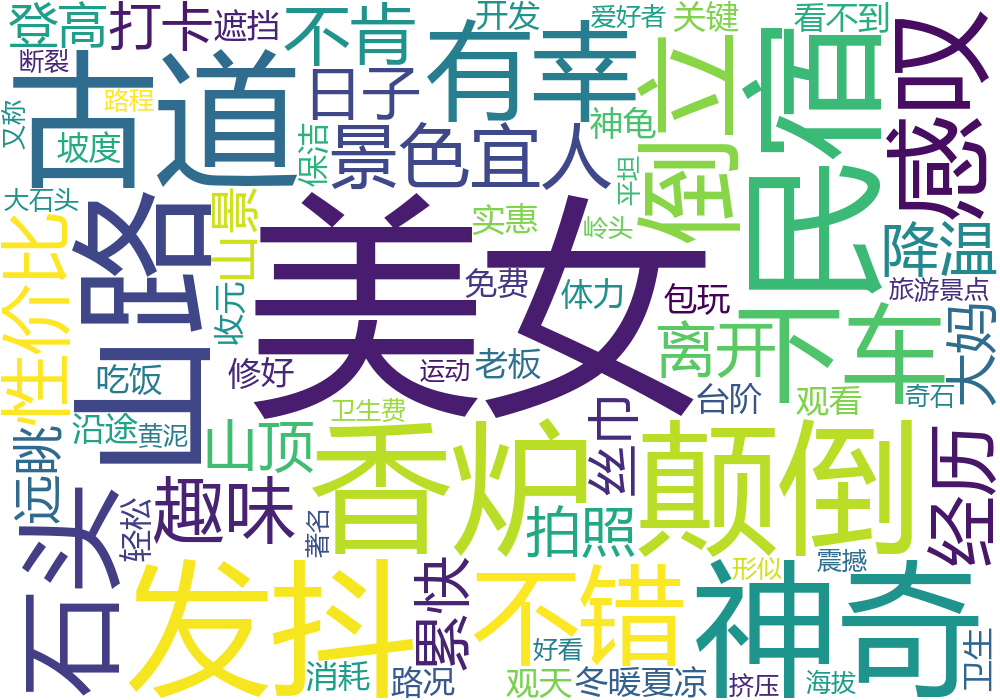 登高
打卡
遮挡
不肯
开发
爱好者
关键
看不到
断裂
古道
日子
有幸
倒立
民宿
感叹
路程
又称
坡度
保洁
景色宜人
神龟
平坦
大石头
山路
山景
实惠
岭头
降温
性价比
收元
美女
免费
体力
包玩
旅游景点
离开
下车
大妈
吃饭
修好
运动
老板
台阶
观看
奇石
卫生费
沿途
黄泥
山顶
香炉
丝巾
颠倒
远眺
经历
石头
轻松
趣味
著名
拍照
发抖
累快
不错
形似
震撼
神奇
好看
消耗
路况
观天
冬暖夏凉
挤压
海拔
卫生